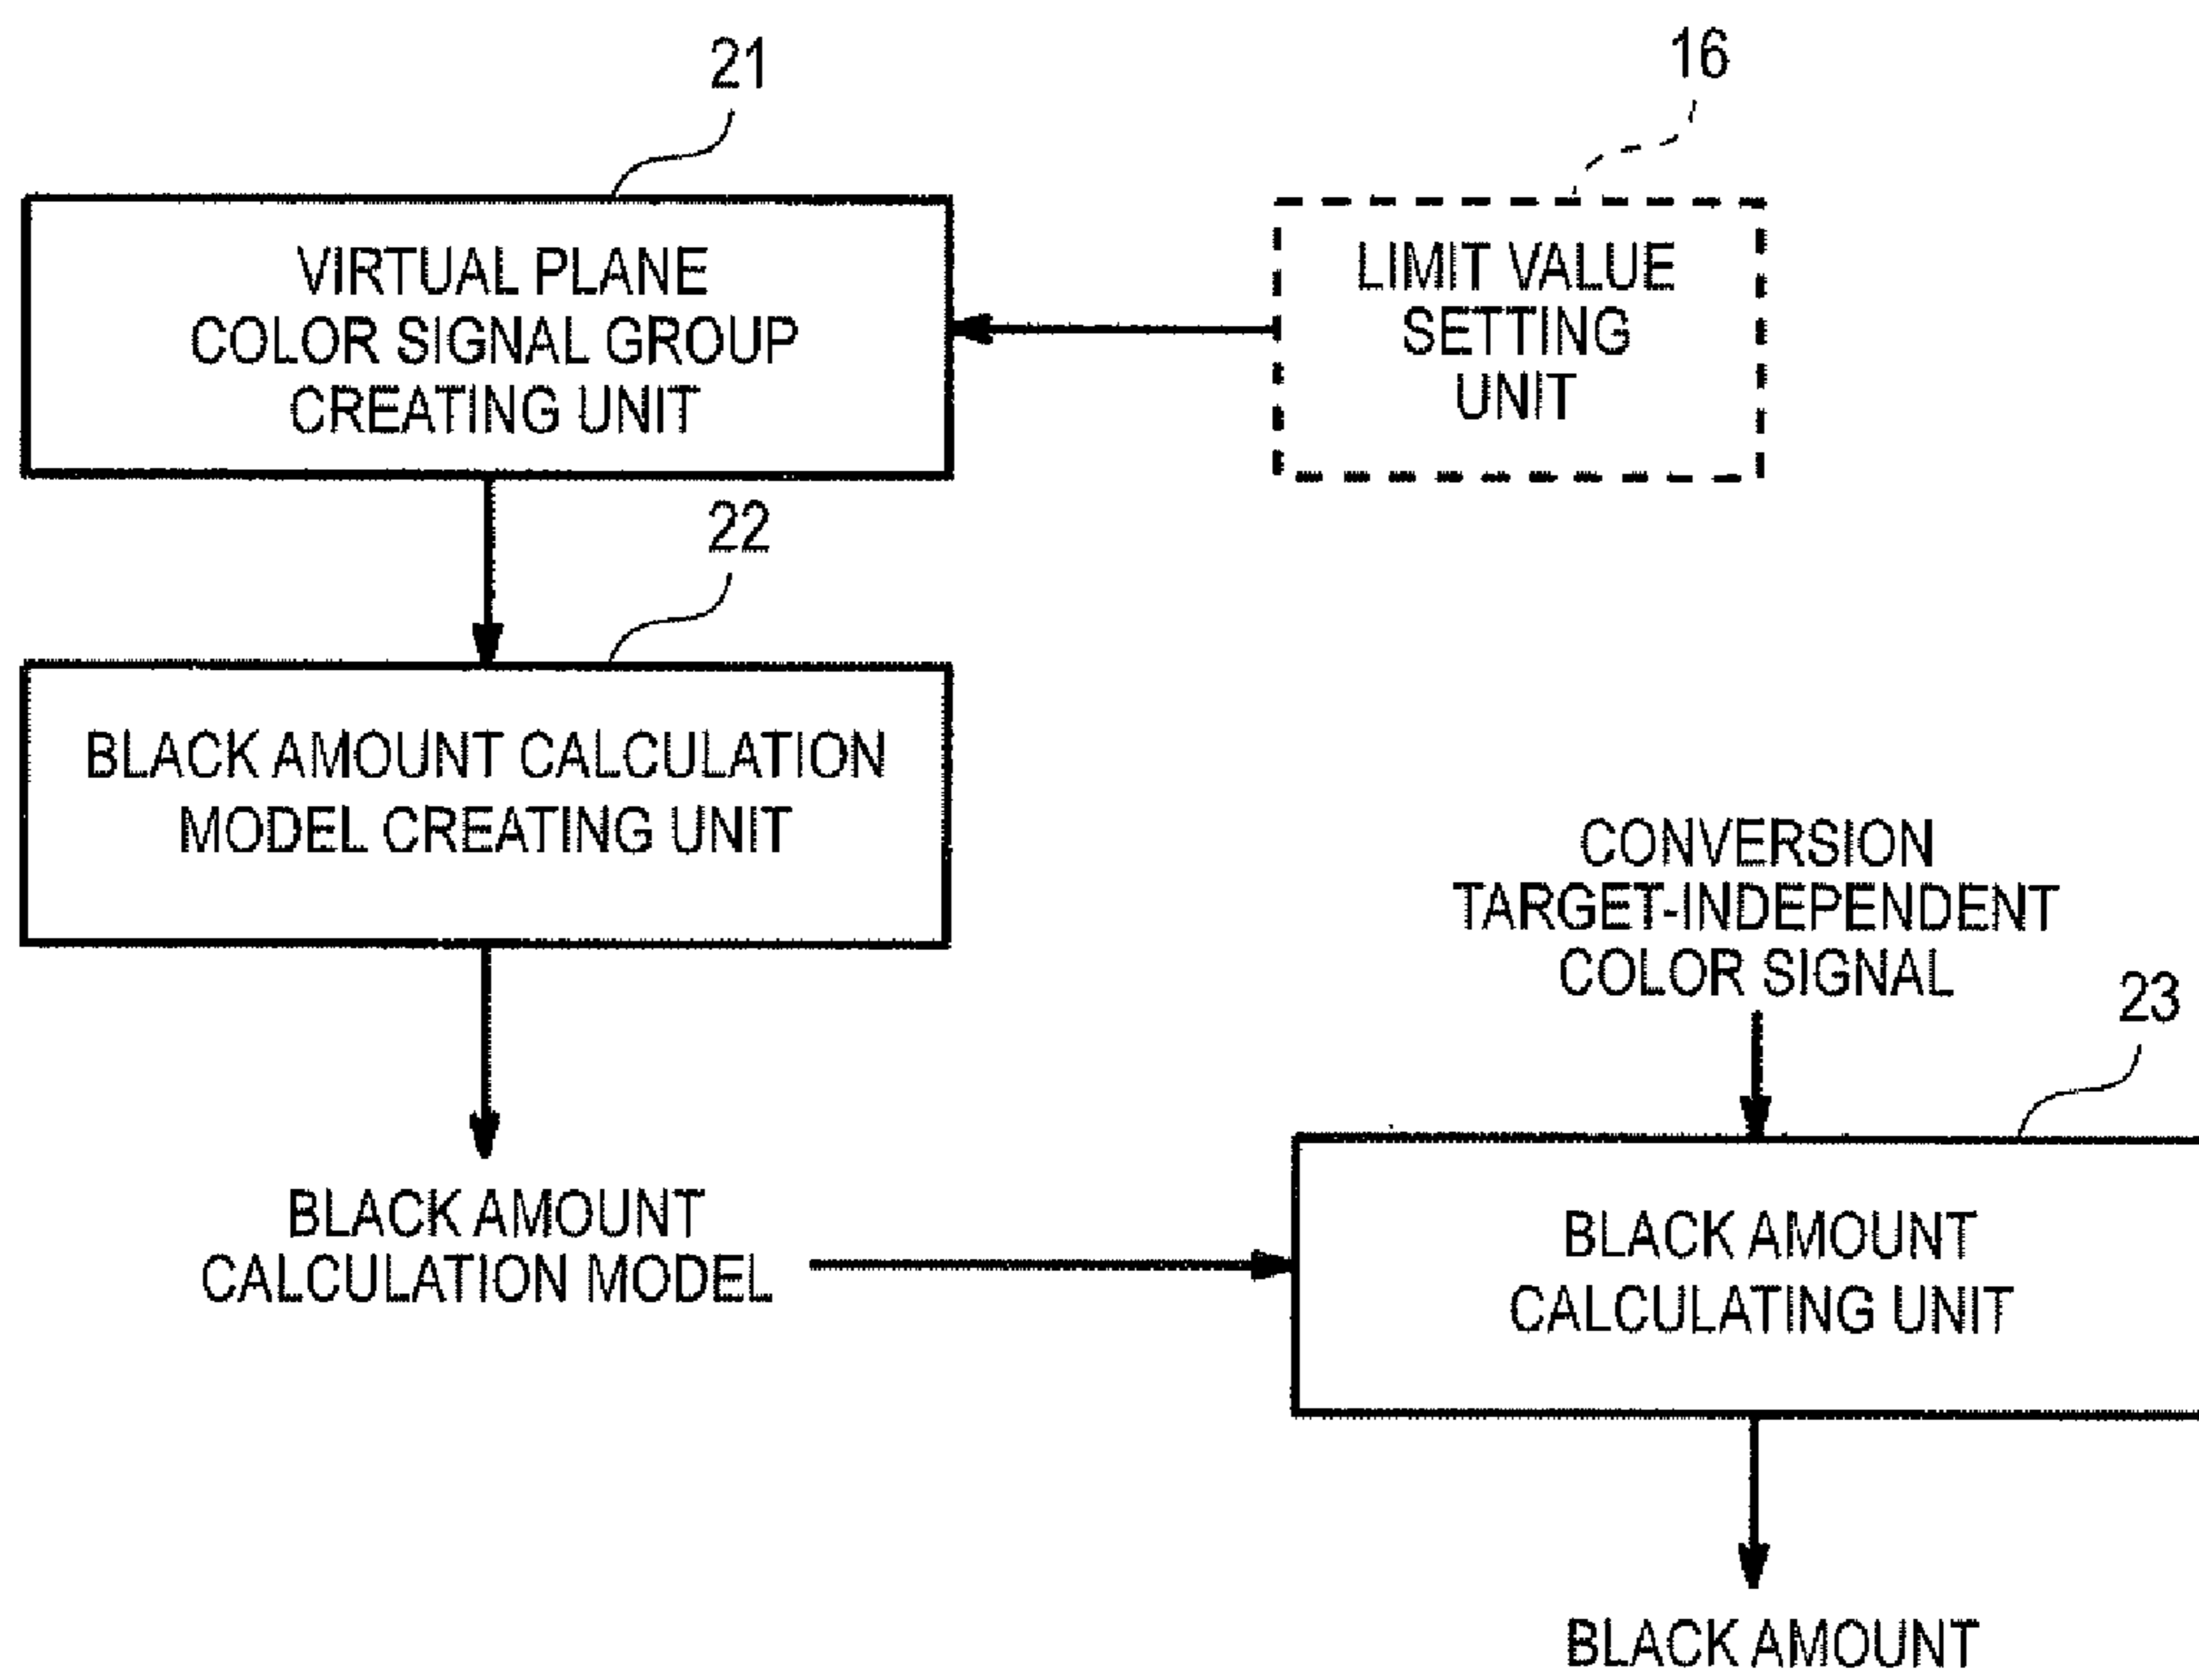 21
16
VIRTUAL PLANE
COLOR SIGNAL GROUP
CREATING UNIT
LIMIT VALUE
SETTING
UNIT
22
BLACK AMOUNT CALCULATION
MODEL CREATING UNIT
CONVERSION
TARGET-INDEPENDENT
COLOR SIGNAL
23
BLACK AMOUNT
CALCULATION MODEL
BLACK AMOUNT
CALCULATING UNIT
BLACK AMOUNT